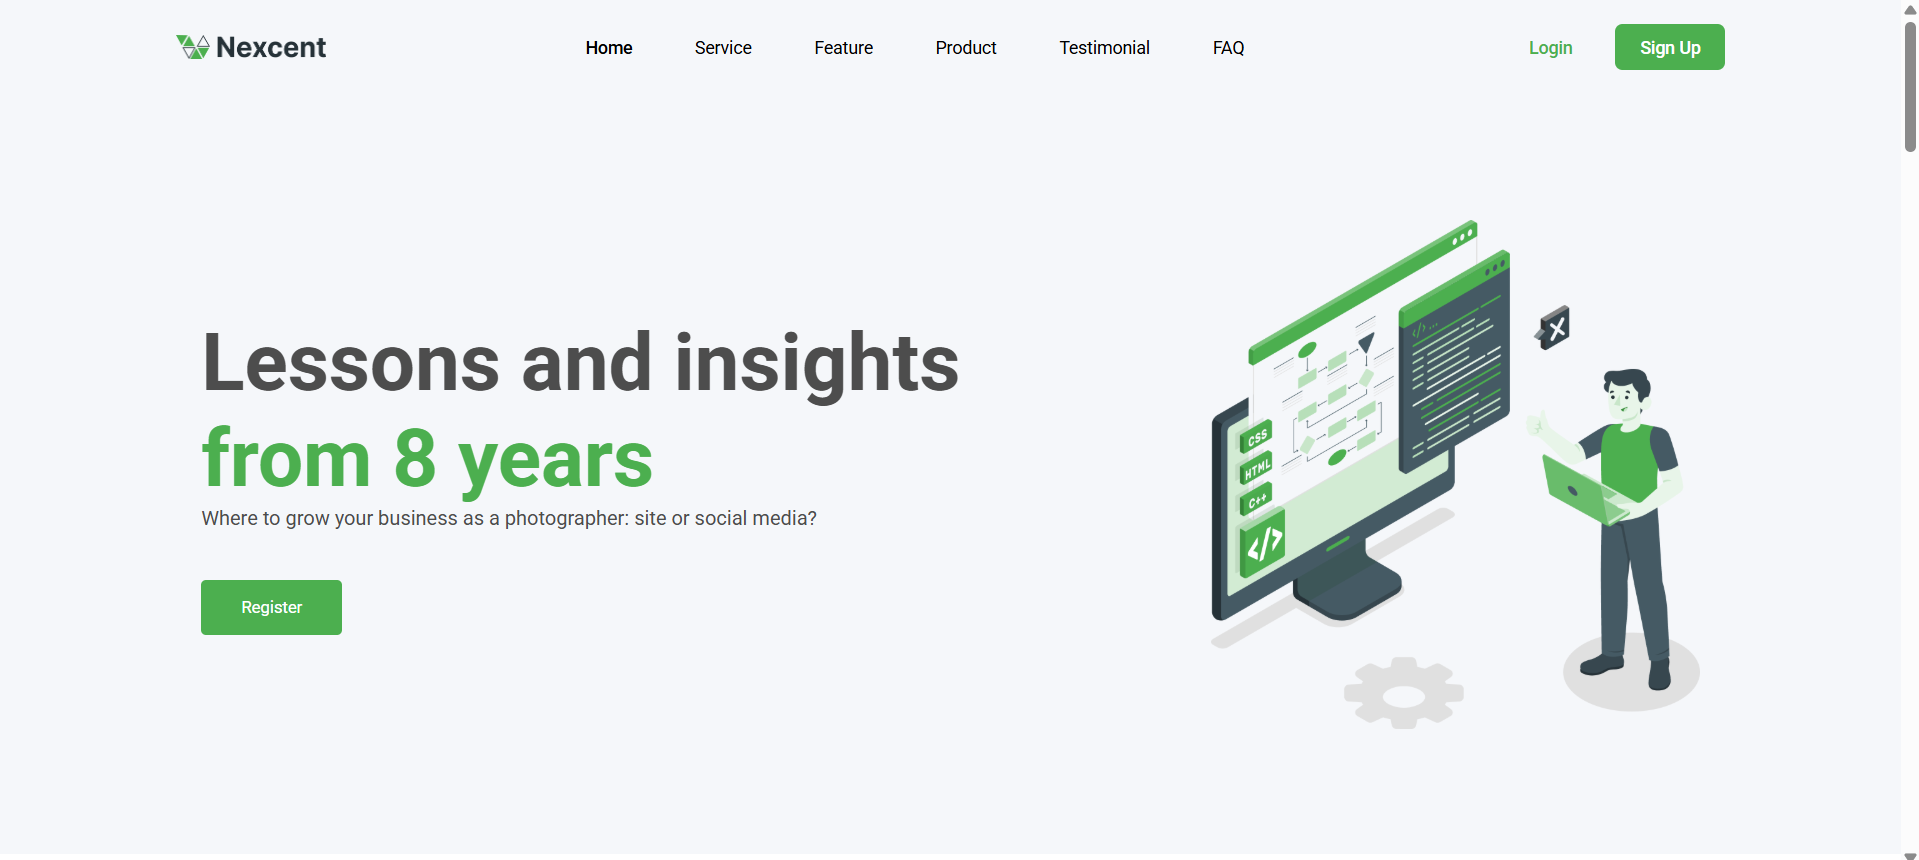 Nexcent
Home Service Feature Product Testimonial FAQ
Login Sign Up
Lessons and insights
from 8 years
Where to grow your business as a photographer: site or social media?
Register
</>...
CSS
HTML
C++
</>